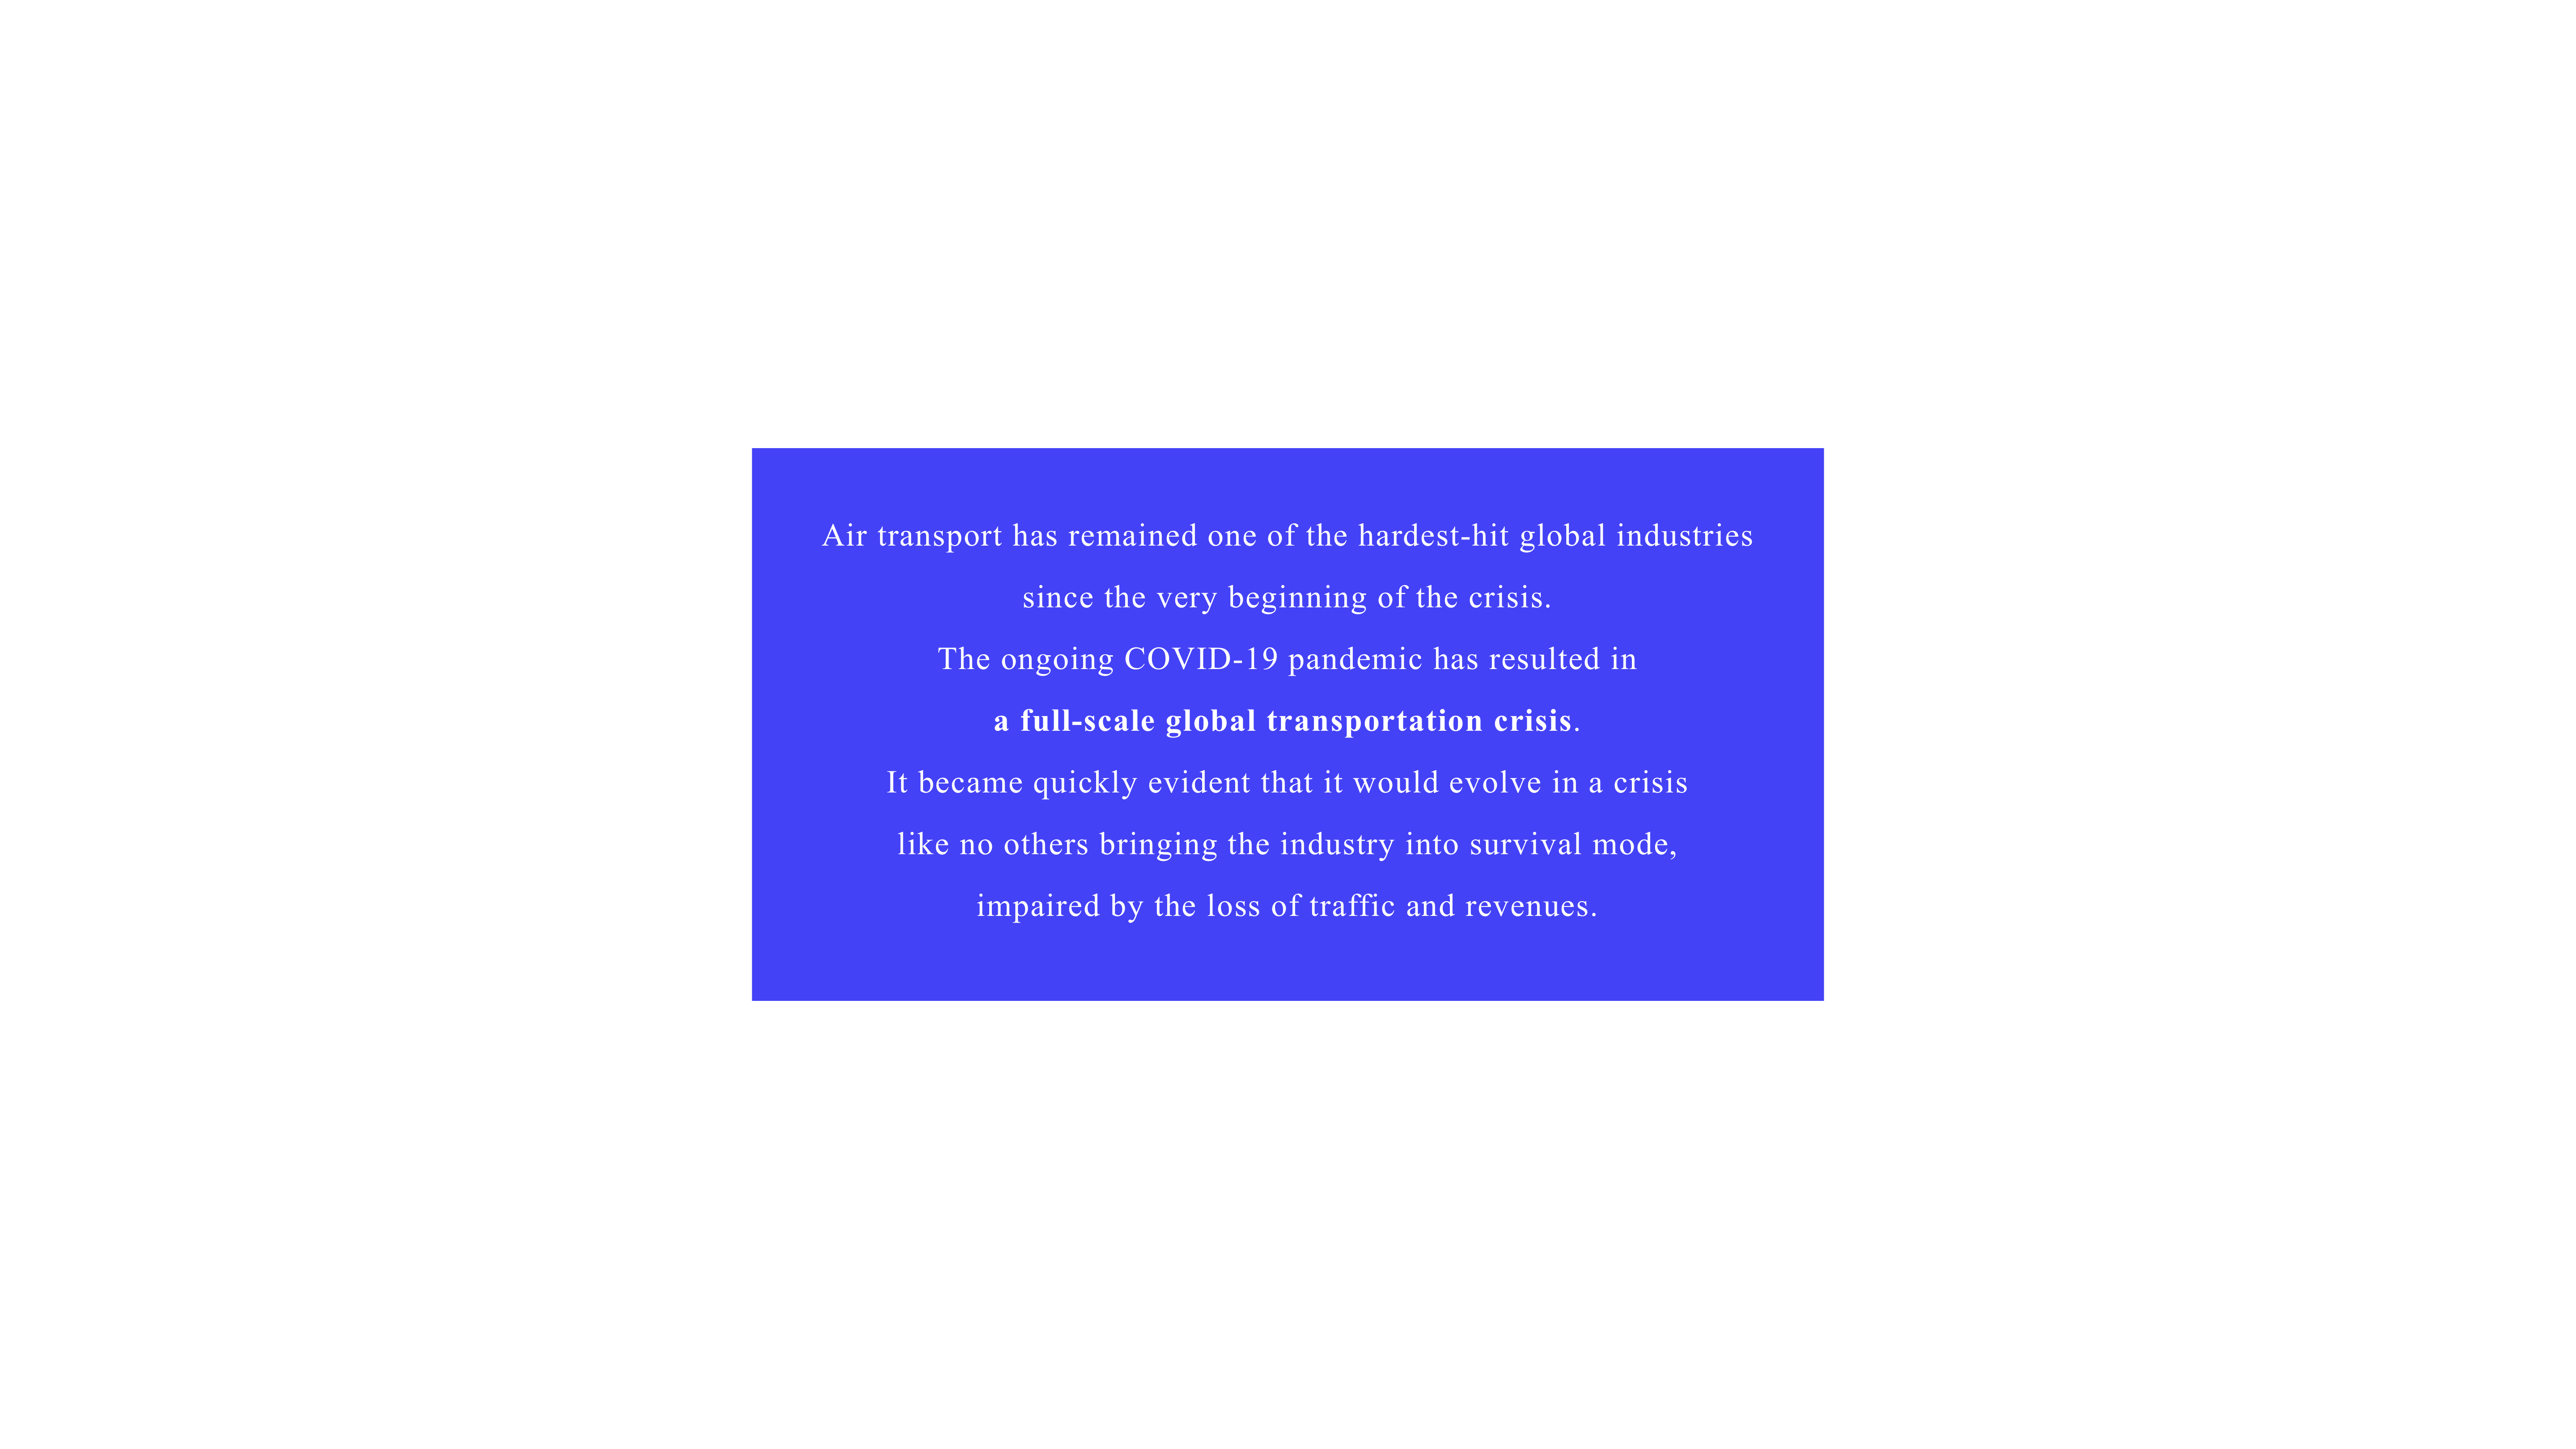 Air transport has remained one of the hardest-hit global industries
since the very beginning of the crisis.
The ongoing COVID-19 pandemic has resulted in
a full-scale global transportation crisis.
It became quickly evident that it would evolve in a crisis
like no others bringing the industry into survival mode,
impaired by the loss of traffic and revenues.